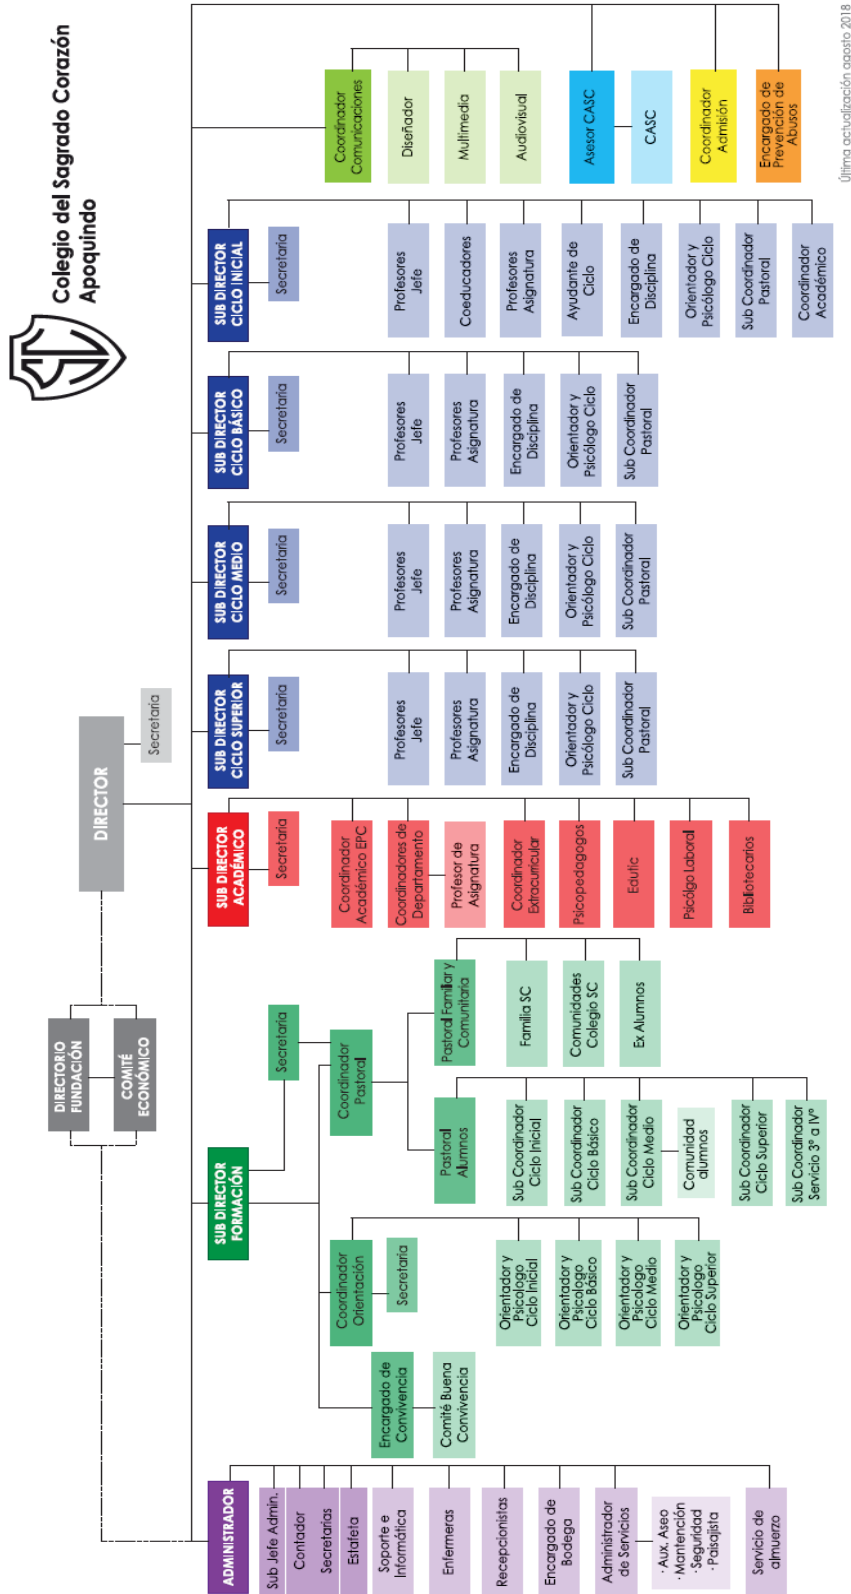 Colegio del Sagrado Corazón
Apoquindo
DIRECTORIO
FUNDACIÓN
COMITÉ
ECONÓMICO
DIRECTOR
Secretaria
ADMINISTRADOR
Sub Jefe Admin.
Contador
Secretarias
Estafeta
Soporte e
Informática
Enfermeras
Recepcionistas
Encargado de
Bodega
Administrador
de Servicios
· Aux. Aseo
· Mantención
· Seguridad
· Paisajista
Servicio de
almuerzo
SUB DIRECTOR
FORMACIÓN
Secretaria
Encargado de
Convivencia
Comité Buena
Convivencia
Coordinador
Orientación
Secretaria
Orientador y
Psicologo
Ciclo Inicial
Orientador y
Psicologo
Ciclo Básico
Orientador y
Psicologo
Ciclo Medio
Orientador y
Psicologo
Ciclo Superior
Coordinador
Pastoral
Pastoral
Alumnos
Sub Coordinador
Ciclo Inicial
Sub Coordinador
Ciclo Básico
Sub Coordinador
Ciclo Medio
Comunidad
alumnos
Sub Coordinador
Ciclo Superior
Sub Coordinador
Servicio 3º a IVº
Pastoral Familiar y
Comunitaria
Familia SC
Comunidades
Colegio SC
Ex Alumnos
SUB DIRECTOR
ACADÉMICO
Secretaria
Coordinador
Académico EPC
Coordinadores de
Departamento
Profesor de
Asignatura
Coordinador
Extracurricular
Psicopedagogos
Edutic
Psicólgo Laboral
Bibliotecarios
SUB DIRECTOR
CICLO SUPERIOR
Secretaria
Profesores
Jefe
Profesores
Asignatura
Encargado de
Disciplina
Orientador y
Psicólogo Ciclo
Sub Coordinador
Pastoral
SUB DIRECTOR
CICLO MEDIO
Secretaria
Profesores
Jefe
Profesores
Asignatura
Encargado de
Disciplina
Orientador y
Psicólogo Ciclo
Sub Coordinador
Pastoral
SUB DIRECTOR
CICLO BÁSICO
Secretaria
Profesores
Jefe
Profesores
Asignatura
Encargado de
Disciplina
Orientador y
Psicólogo Ciclo
Sub Coordinador
Pastoral
SUB DIRECTOR
CICLO INICIAL
Secretaria
Profesores
Jefe
Coeducadores
Profesores
Asignatura
Ayudante de
Ciclo
Encargado de
Disciplina
Orientador y
Psicólogo Ciclo
Sub Coordinador
Pastoral
Coordinador
Académico
Coordinador
Comunicaciones
Diseñador
Multimedia
Audiovisual
Asesor CASC
CASC
Coordinador
Admisión
Encargado de
Prevención de
Abusos
Última actualización agosto 2018